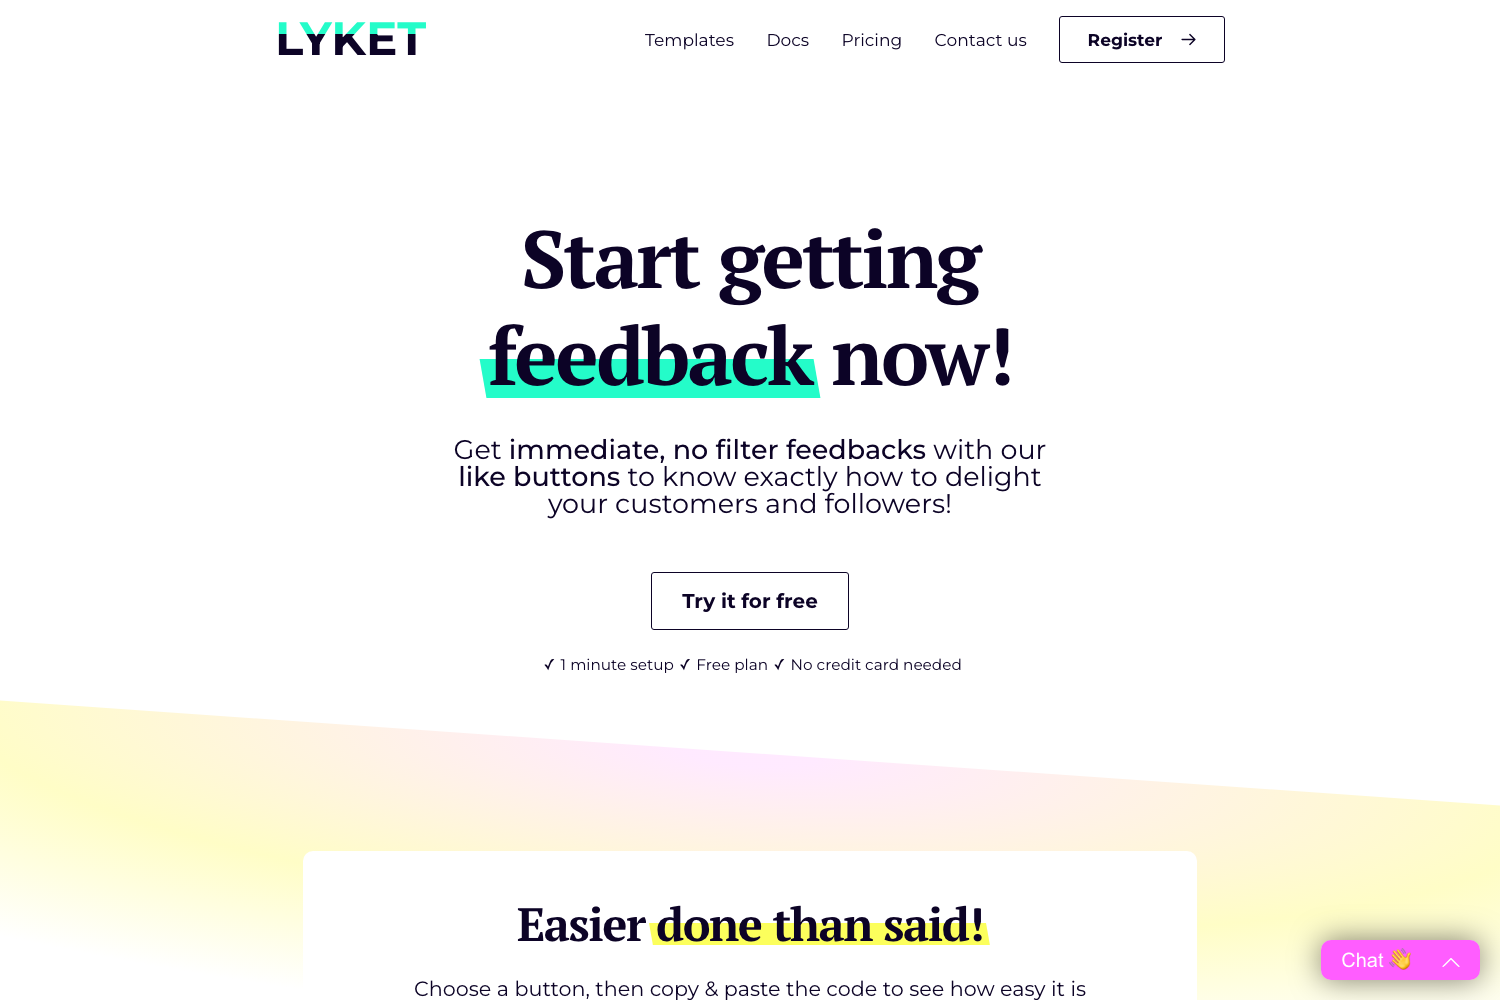 LYKET
Templates
Docs
Pricing
Contact us
Register →
Start getting
feedback now!
Get immediate, no filter feedbacks with our
like buttons to know exactly how to delight
your customers and followers!
Try it for free
✓ 1 minute setup ✓ Free plan ✓ No credit card needed
Easier done than said!
Choose a button, then copy & paste the code to see how easy it is
Chat 👋